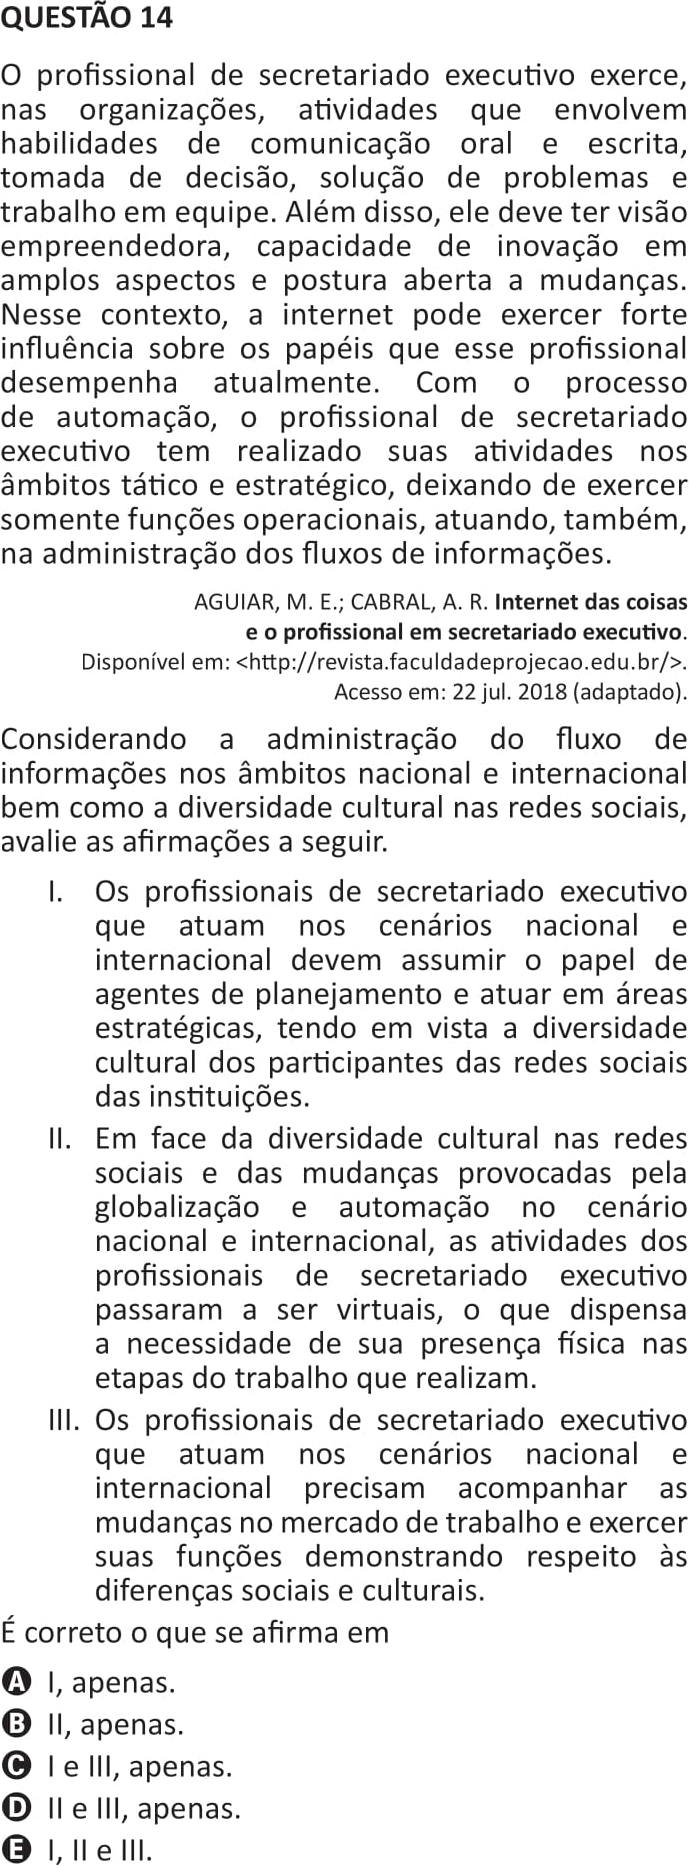 QUESTÃO 14
O profissional de secretariado executivo exerce,
nas organizações, atividades que envolvem
habilidades de comunicação oral e escrita,
tomada de decisão, solução de problemas e
trabalho em equipe. Além disso, ele deve ter visão
empreendedora, capacidade de inovação em
amplos aspectos e postura aberta a mudanças.
Nesse contexto, a internet pode exercer forte
influência sobre os papéis que esse profissional
desempenha atualmente. Com o processo
de automação, o profissional de secretariado
executivo tem realizado suas atividades nos
âmbitos tático e estratégico, deixando de exercer
somente funções operacionais, atuando, também,
na administração dos fluxos de informações.
AGUIAR, M. E.; CABRAL, A. R. Internet das coisas
e o profissional em secretariado executivo.
Disponível em: <http://revista.faculdadeprojecao.edu.br/>.
Acesso em: 22 jul. 2018 (adaptado).
Considerando a administração do fluxo de
informações nos âmbitos nacional e internacional
bem como a diversidade cultural nas redes sociais,
avalie as afirmações a seguir.
I. Os profissionais de secretariado executivo
que atuam nos cenários nacional e
internacional devem assumir o papel de
agentes de planejamento e atuar em áreas
estratégicas, tendo em vista a diversidade
cultural dos participantes das redes sociais
das instituições.
II. Em face da diversidade cultural nas redes
sociais e das mudanças provocadas pela
globalização e automação no cenário
nacional e internacional, as atividades dos
profissionais de secretariado executivo
passaram a ser virtuais, o que dispensa
a necessidade de sua presença física nas
etapas do trabalho que realizam.
III. Os profissionais de secretariado executivo
que atuam nos cenários nacional e
internacional precisam acompanhar as
mudanças no mercado de trabalho e exercer
suas funções demonstrando respeito às
diferenças sociais e culturais.
É correto o que se afirma em
A I, apenas.
B II, apenas.
C I e III, apenas.
D II e III, apenas.
E I, II e III.